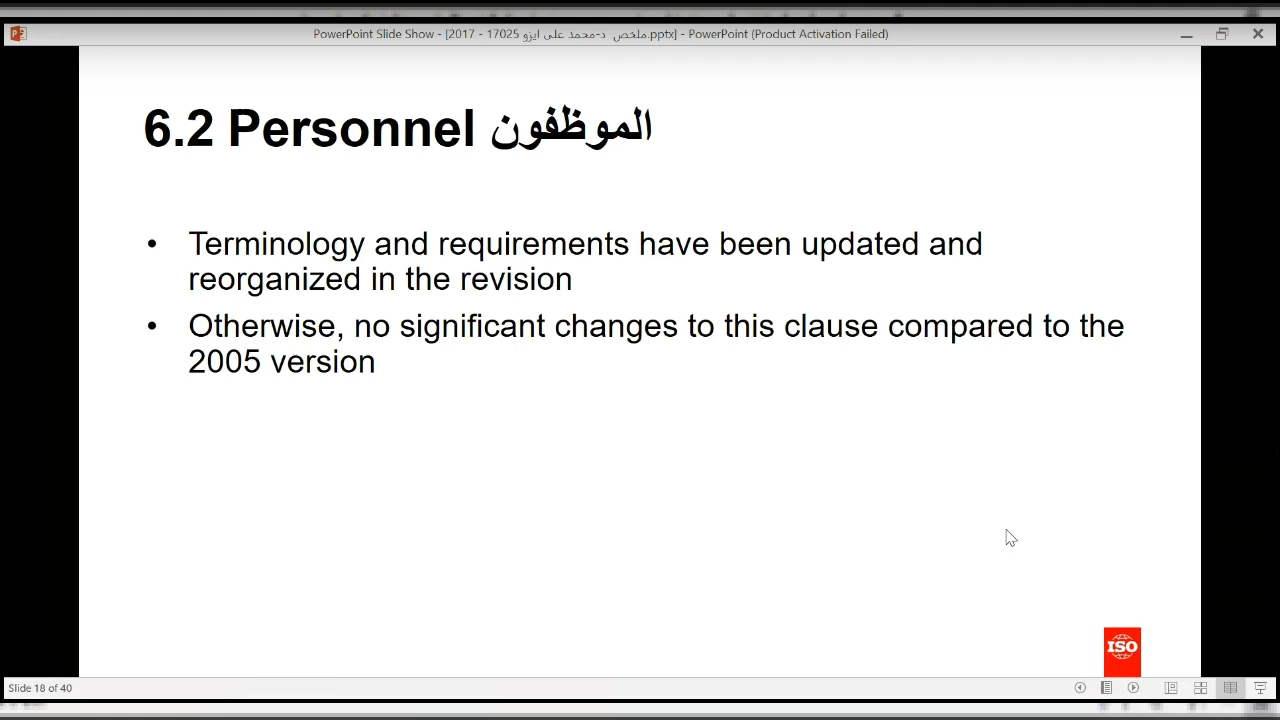 PowerPoint Slide Show - [2017 - 17025 ملخص د-محمد على ايزو.pptx] - PowerPoint (Product Activation Failed)
6.2 Personnel الموظفون
• Terminology and requirements have been updated and
reorganized in the revision
• Otherwise, no significant changes to this clause compared to the
2005 version
ISO
Slide 18 of 40